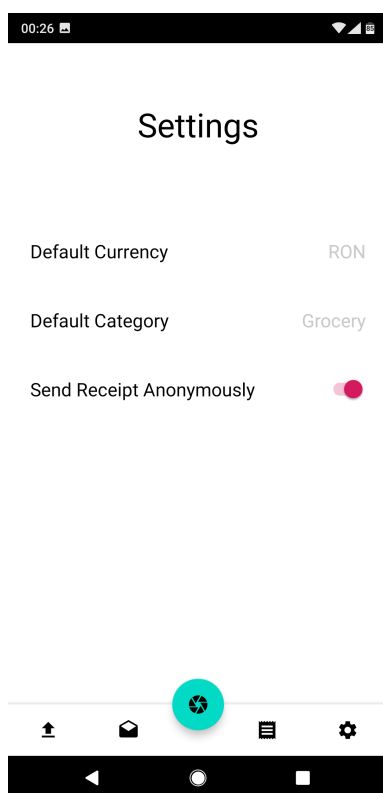 00:26
Settings
Default Currency RON
Default Category Grocery
Send Receipt Anonymously